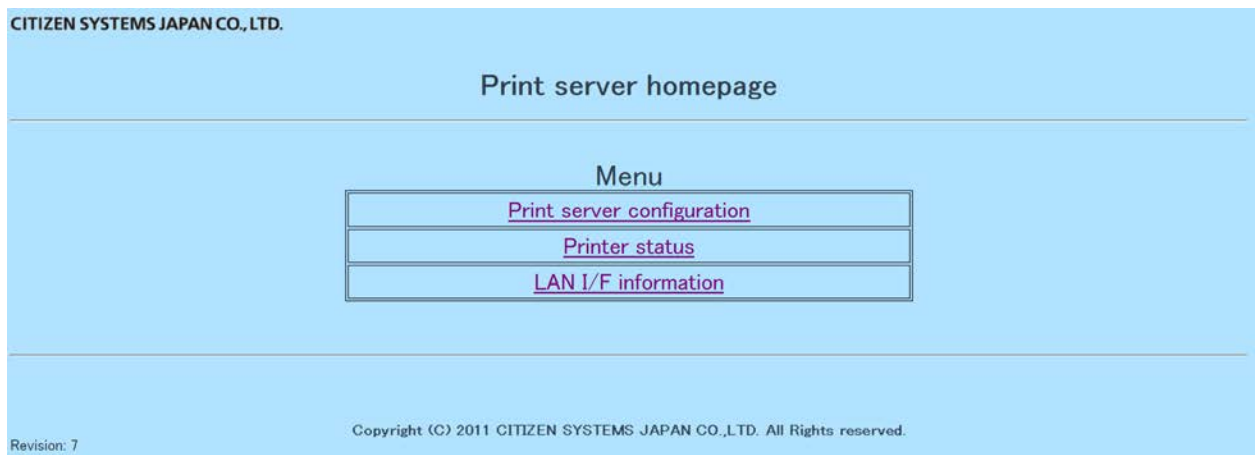 CITIZEN SYSTEMS JAPAN CO., LTD.
Print server homepage
Menu
Print server configuration
Printer status
LAN I/F information
Copyright (C) 2011 CITIZEN SYSTEMS JAPAN CO.,LTD. All Rights reserved.
Revision: 7